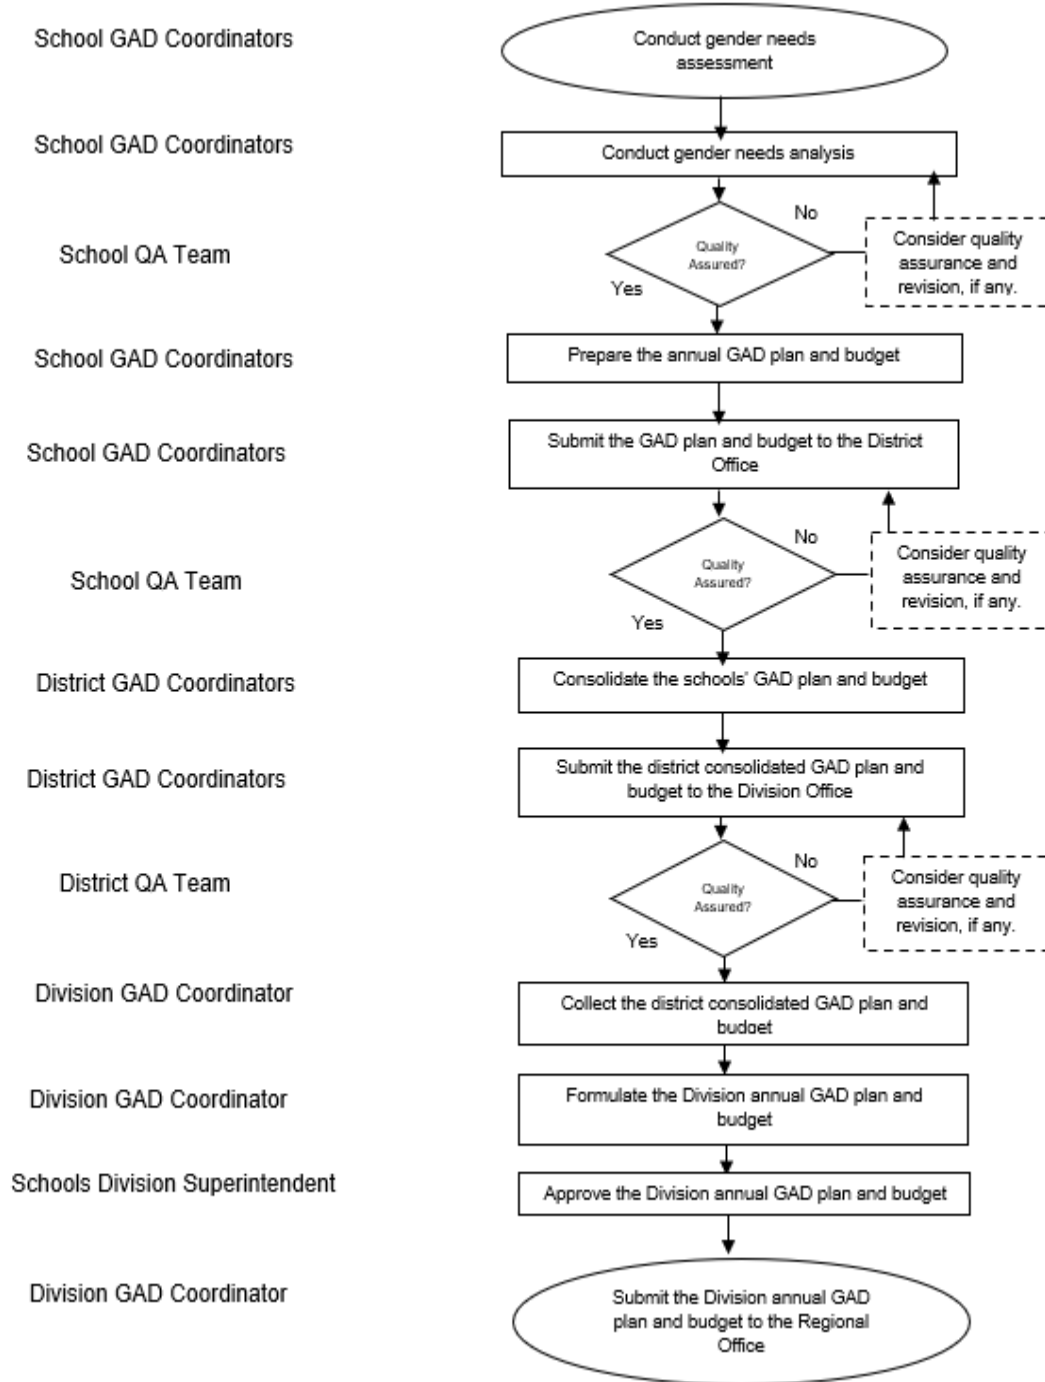 School GAD Coordinators
Conduct gender needs
assessment
School GAD Coordinators
Conduct gender needs analysis
No
School QA Team
Quality
Assured?
Consider quality
assurance and
revision, if any.
Yes
School GAD Coordinators
Prepare the annual GAD plan and budget
School GAD Coordinators
Submit the GAD plan and budget to the District
Office
No
School QA Team
Quality
Assured?
Consider quality
assurance and
revision, if any.
Yes
District GAD Coordinators
Consolidate the schools' GAD plan and budget
District GAD Coordinators
Submit the district consolidated GAD plan and
budget to the Division Office
No
District QA Team
Quality
Assured?
Consider quality
assurance and
revision, if any.
Yes
Division GAD Coordinator
Collect the district consolidated GAD plan and
budget
Division GAD Coordinator
Formulate the Division annual GAD plan and
budget
Schools Division Superintendent
Approve the Division annual GAD plan and budget
Division GAD Coordinator
Submit the Division annual GAD
plan and budget to the Regional
Office